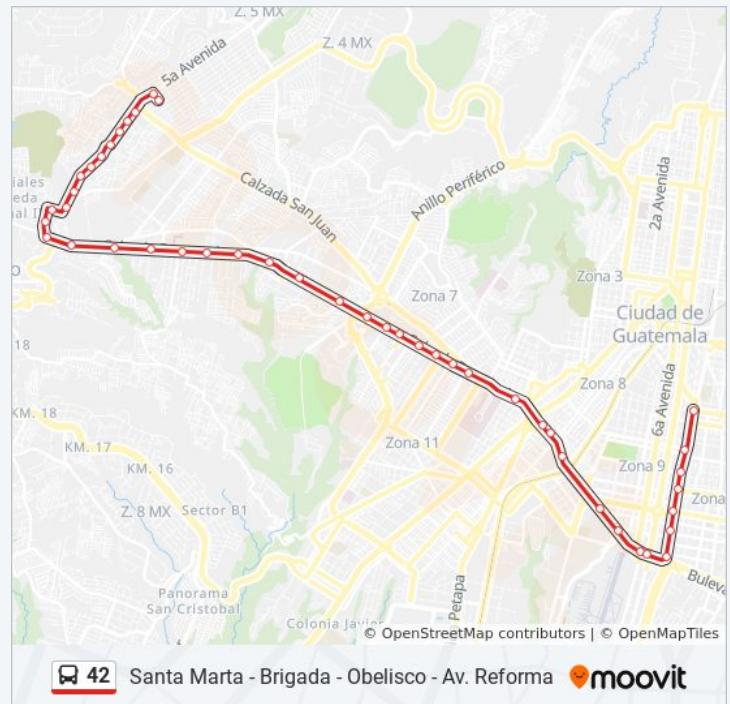 Z. 5 MX
5a Avenida
Z. 4 MX
Calzada San Juan
Anillo Periférico
2a Avenida
Zona 3
Zona 7
Ciudad de
Guatemala
18
Zona 8
6a Avenida
KM. 18
KM. 17
KM. 16
Zona 11
Zona 9
Z. 8 MX
Sector B1
Panorama
San Cristobal
Petapa
Colonia Javier
© OpenStreetMap contributors | © OpenMapTiles
42 Santa Marta - Brigada - Obelisco - Av. Reforma moovit